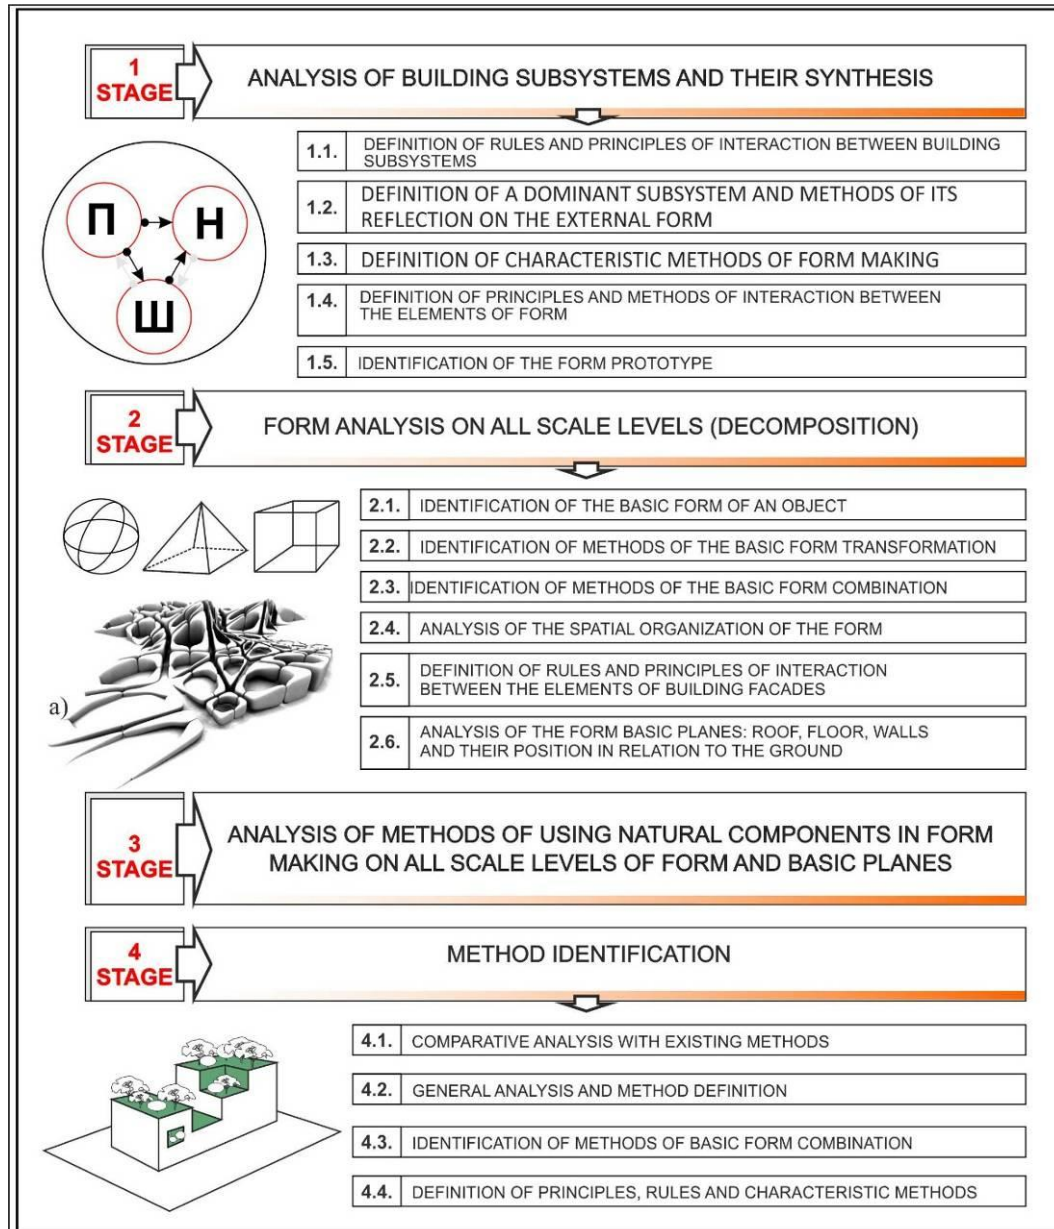 1
STAGE
ANALYSIS OF BUILDING SUBSYSTEMS AND THEIR SYNTHESIS
1.1.
DEFINITION OF RULES AND PRINCIPLES OF INTERACTION BETWEEN BUILDING
SUBSYSTEMS
1.2.
DEFINITION OF A DOMINANT SUBSYSTEM AND METHODS OF ITS
REFLECTION ON THE EXTERNAL FORM
1.3.
DEFINITION OF CHARACTERISTIC METHODS OF FORM MAKING
1.4.
DEFINITION OF PRINCIPLES AND METHODS OF INTERACTION BETWEEN
THE ELEMENTS OF FORM
1.5.
IDENTIFICATION OF THE FORM PROTOTYPE
П
Н
Ш
2
STAGE
FORM ANALYSIS ON ALL SCALE LEVELS (DECOMPOSITION)
2.1.
IDENTIFICATION OF THE BASIC FORM OF AN OBJECT
2.2.
IDENTIFICATION OF METHODS OF THE BASIC FORM TRANSFORMATION
2.3.
IDENTIFICATION OF METHODS OF THE BASIC FORM COMBINATION
2.4.
ANALYSIS OF THE SPATIAL ORGANIZATION OF THE FORM
2.5.
DEFINITION OF RULES AND PRINCIPLES OF INTERACTION
BETWEEN THE ELEMENTS OF BUILDING FACADES
2.6.
ANALYSIS OF THE FORM BASIC PLANES: ROOF, FLOOR, WALLS
AND THEIR POSITION IN RELATION TO THE GROUND
a)
3
STAGE
ANALYSIS OF METHODS OF USING NATURAL COMPONENTS IN FORM
MAKING ON ALL SCALE LEVELS OF FORM AND BASIC PLANES
4
STAGE
METHOD IDENTIFICATION
4.1.
COMPARATIVE ANALYSIS WITH EXISTING METHODS
4.2.
GENERAL ANALYSIS AND METHOD DEFINITION
4.3.
IDENTIFICATION OF METHODS OF BASIC FORM COMBINATION
4.4.
DEFINITION OF PRINCIPLES, RULES AND CHARACTERISTIC METHODS